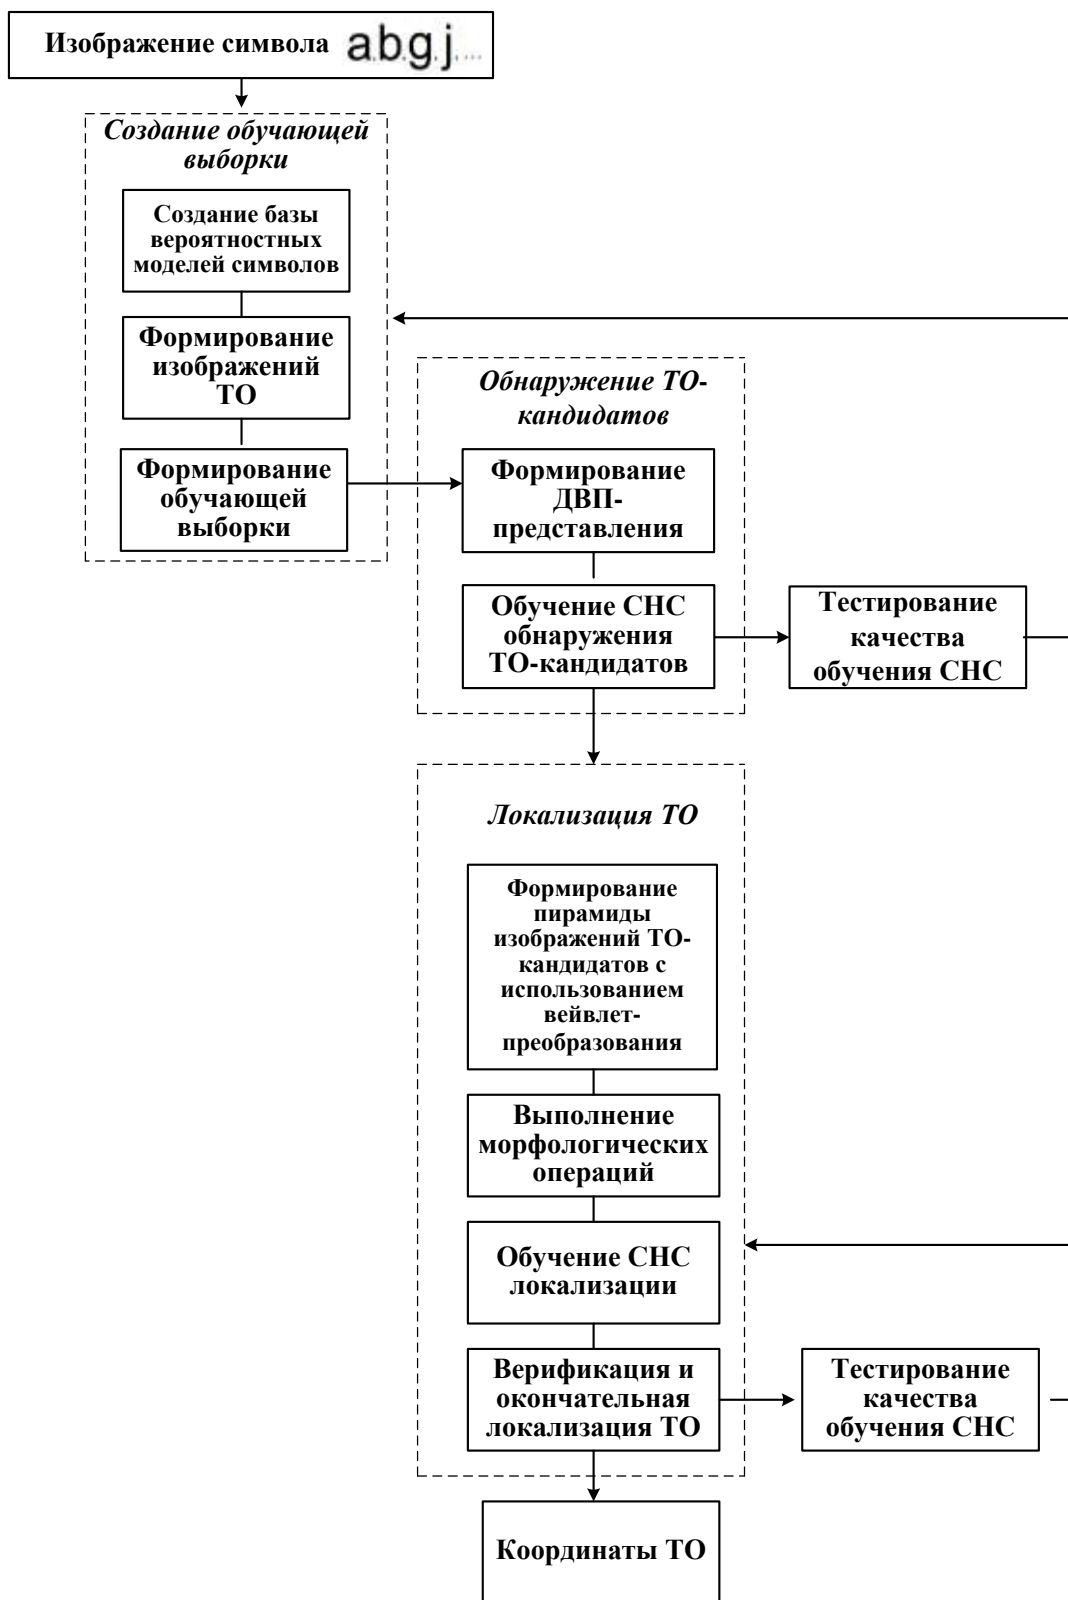 Изображение символа a,b,g,j,...
Создание обучающей
выборки
Создание базы
вероятностных
моделей символов
Формирование
изображений
ТО
Формирование
обучающей
выборки
Обнаружение ТО-
кандидатов
Формирование
ДВП-
представления
Обучение СНС
обнаружения
ТО-кандидатов
Тестирование
качества
обучения СНС
Локализация ТО
Формирование
пирамиды
изображений ТО-
кандидатов с
использованием
вейвлет-
преобразования
Выполнение
морфологических
операций
Обучение СНС
локализации
Верификация и
окончательная
локализация ТО
Тестирование
качества
обучения СНС
Координаты ТО